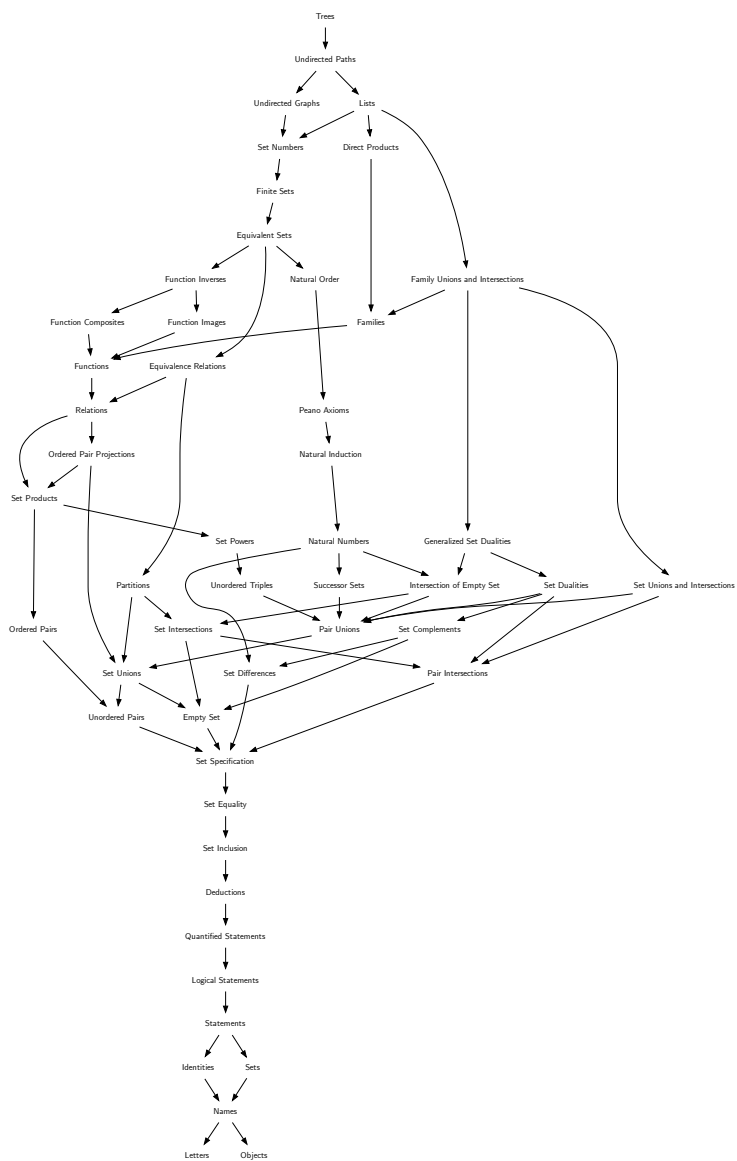 Trees
Undirected Paths
Undirected Graphs
Lists
Set Numbers
Direct Products
Finite Sets
Equivalent Sets
Function Inverses
Natural Order
Family Unions and Intersections
Function Composites
Function Images
Families
Functions
Equivalence Relations
Relations
Peano Axioms
Ordered Pair Projections
Natural Induction
Set Products
Set Powers
Natural Numbers
Generalized Set Dualities
Partitions
Unordered Triples
Successor Sets
Intersection of Empty Set
Set Dualities
Set Unions and Intersections
Ordered Pairs
Set Intersections
Pair Unions
Set Complements
Set Unions
Set Differences
Pair Intersections
Unordered Pairs
Empty Set
Set Specification
Set Equality
Set Inclusion
Deductions
Quantified Statements
Logical Statements
Statements
Identities
Sets
Names
Letters
Objects